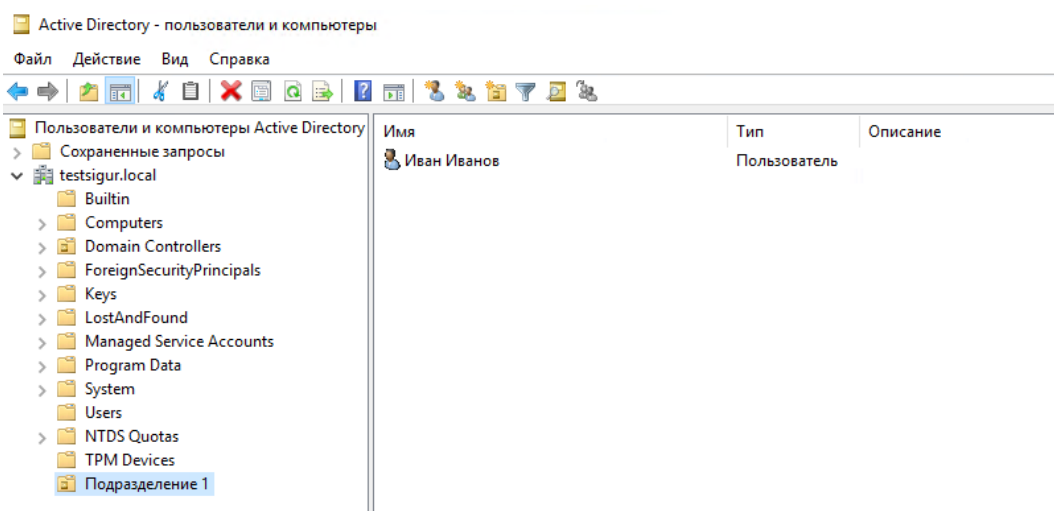 Active Directory - пользователи и компьютеры
Файл Действие Вид Справка
Пользователи и компьютеры Active Directory
Сохраненные запросы
testsigur.local
Builtin
Computers
Domain Controllers
ForeignSecurityPrincipals
Keys
LostAndFound
Managed Service Accounts
Program Data
System
Users
NTDS Quotas
TPM Devices
Подразделение 1
Имя Тип Описание
Иван Иванов Пользователь